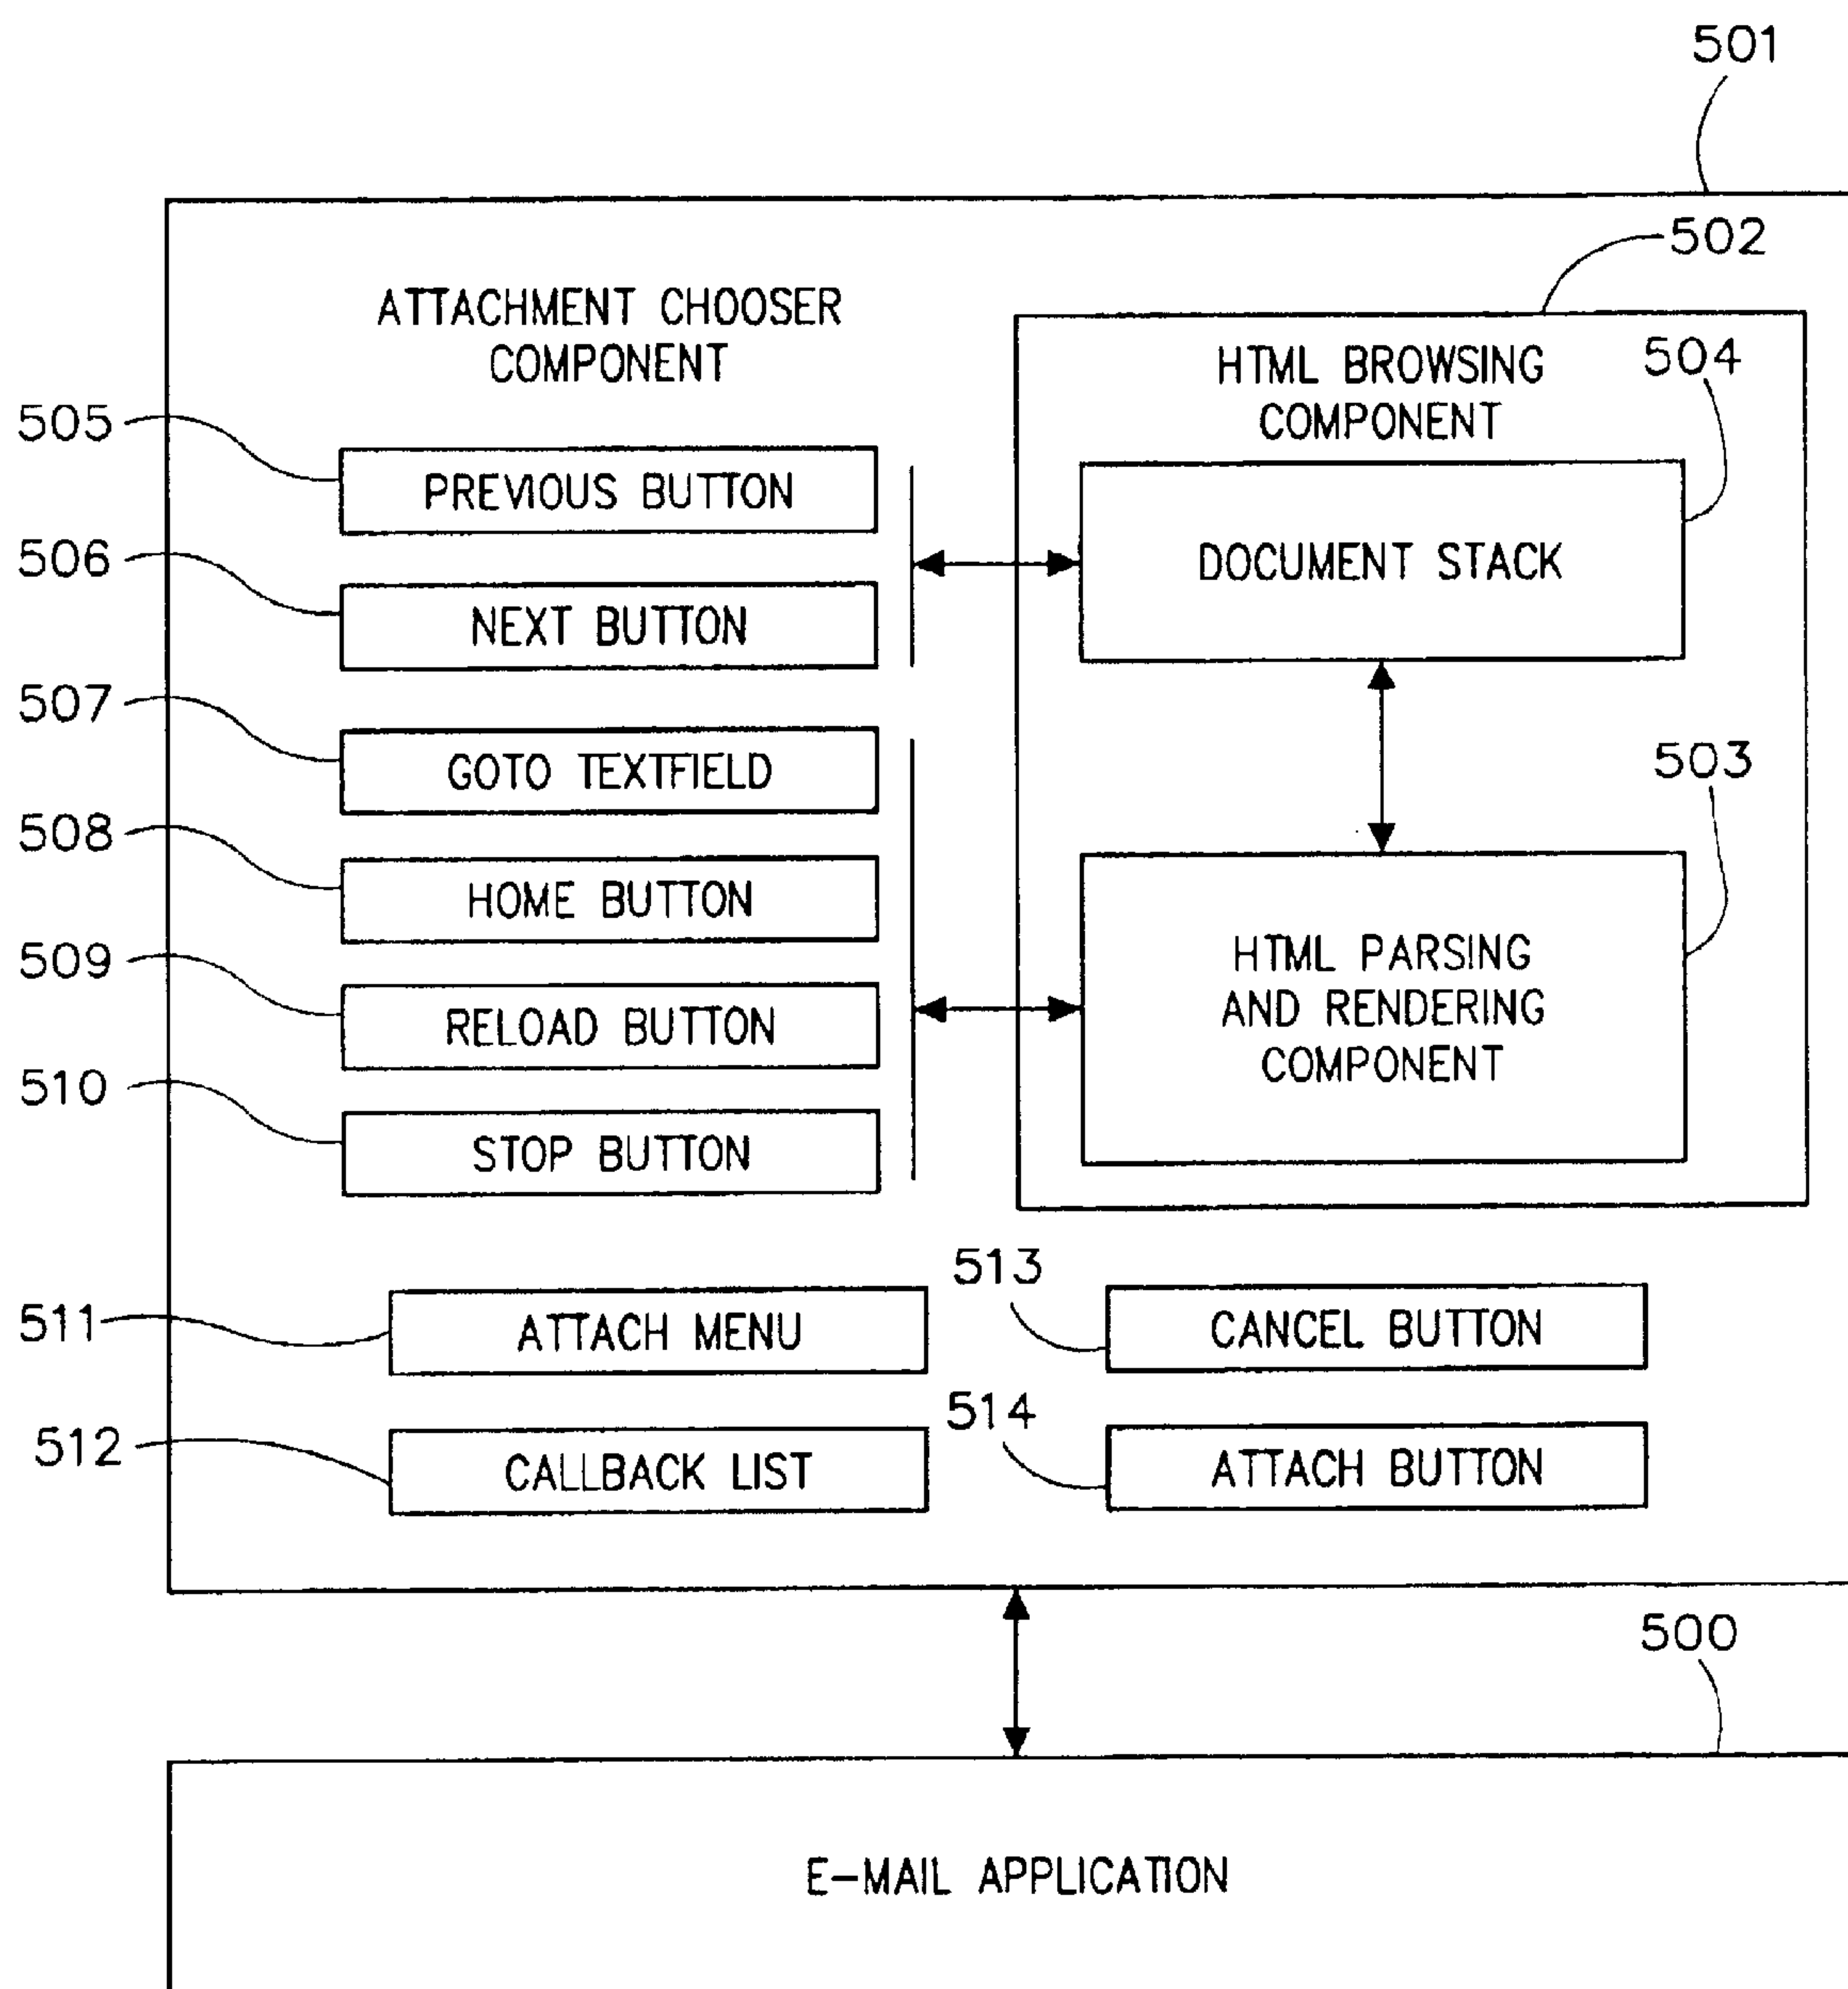 501
502
ATTACHMENT CHOOSER
COMPONENT
HTML BROWSING
COMPONENT
504
505
PREVIOUS BUTTON
DOCUMENT STACK
506
NEXT BUTTON
507
GOTO TEXTFIELD
503
508
HOME BUTTON
HTML PARSING
AND RENDERING
COMPONENT
509
RELOAD BUTTON
510
STOP BUTTON
511
ATTACH MENU
513
CANCEL BUTTON
512
CALLBACK LIST
514
ATTACH BUTTON
500
E-MAIL APPLICATION